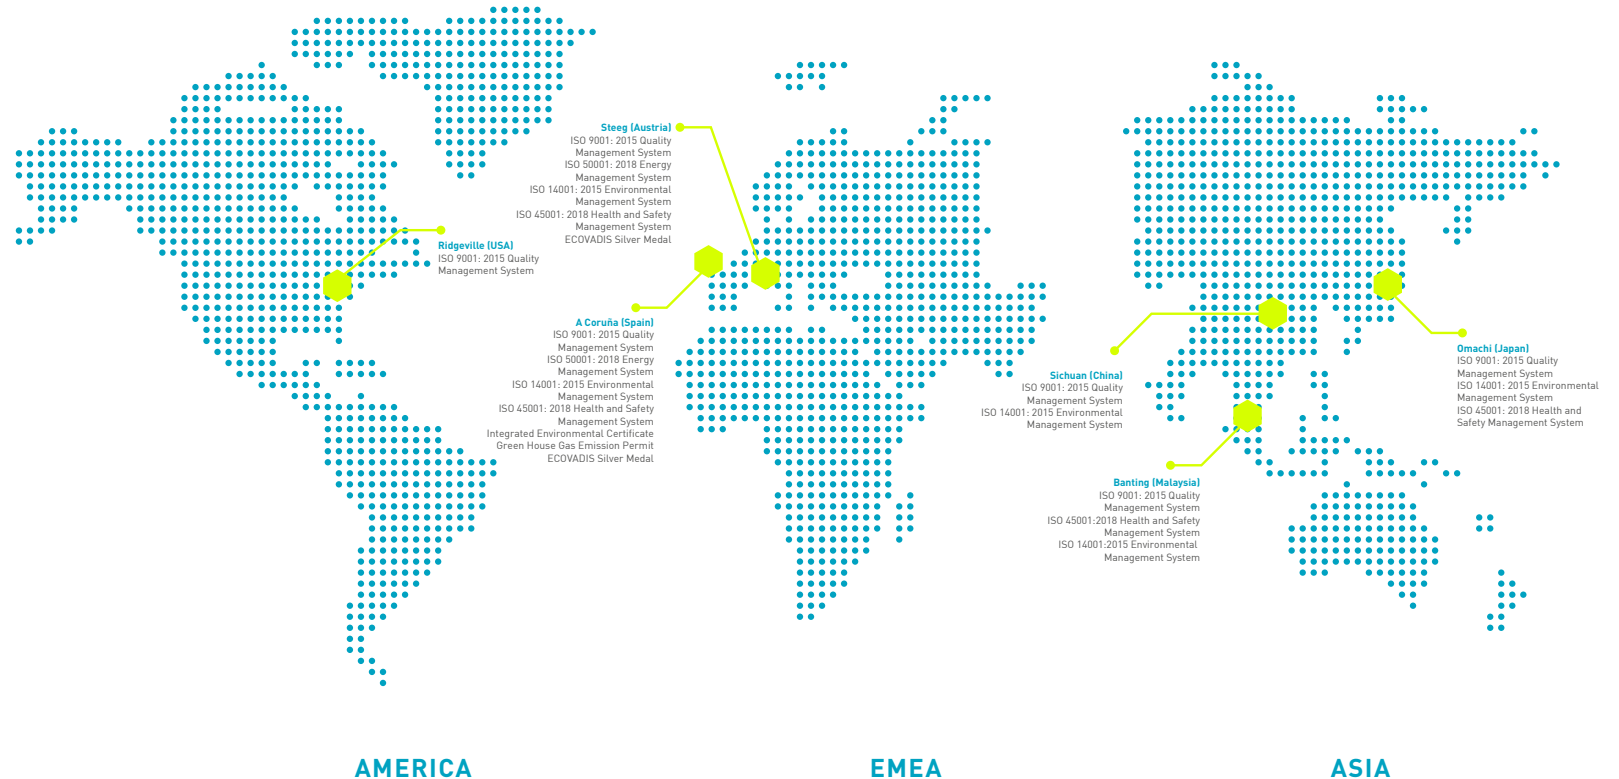 Steeg (Austria)
ISO 9001: 2015 Quality
Management System
ISO 50001: 2018 Energy
Management System
ISO 14001: 2015 Environmental
Management System
ISO 45001: 2018 Health and Safety
Management System
ECOVADIS Silver Medal
Ridgeville (USA)
ISO 9001: 2015 Quality
Management System
A Coruña (Spain)
ISO 9001: 2015 Quality
Management System
ISO 50001: 2018 Energy
Management System
ISO 14001: 2015 Environmental
Management System
ISO 45001: 2018 Health and Safety
Management System
Integrated Environmental Certificate
Green House Gas Emission Permit
ECOVADIS Silver Medal
Sichuan (China)
ISO 9001: 2015 Quality
Management System
ISO 14001: 2015 Environmental
Management System
Omachi (Japan)
ISO 9001: 2015 Quality
Management System
ISO 14001: 2015 Environmental
Management System
ISO 45001: 2018 Health and
Safety Management System
Banting (Malaysia)
ISO 9001: 2015 Quality
Management System
ISO 45001:2018 Health and Safety
Management System
ISO 14001:2015 Environmental
Management System
AMERICA
EMEA
ASIA